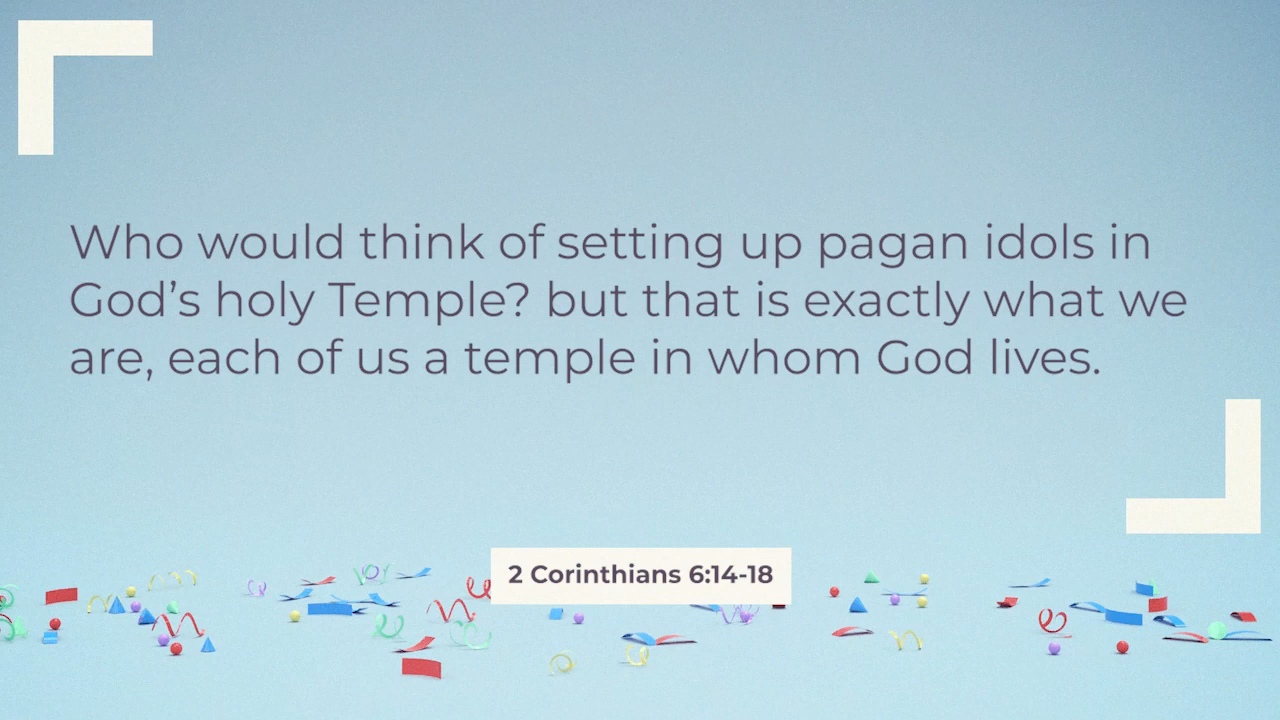 Who would think of setting up pagan idols in
God’s holy Temple? but that is exactly what we
are, each of us a temple in whom God lives.
2 Corinthians 6:14-18